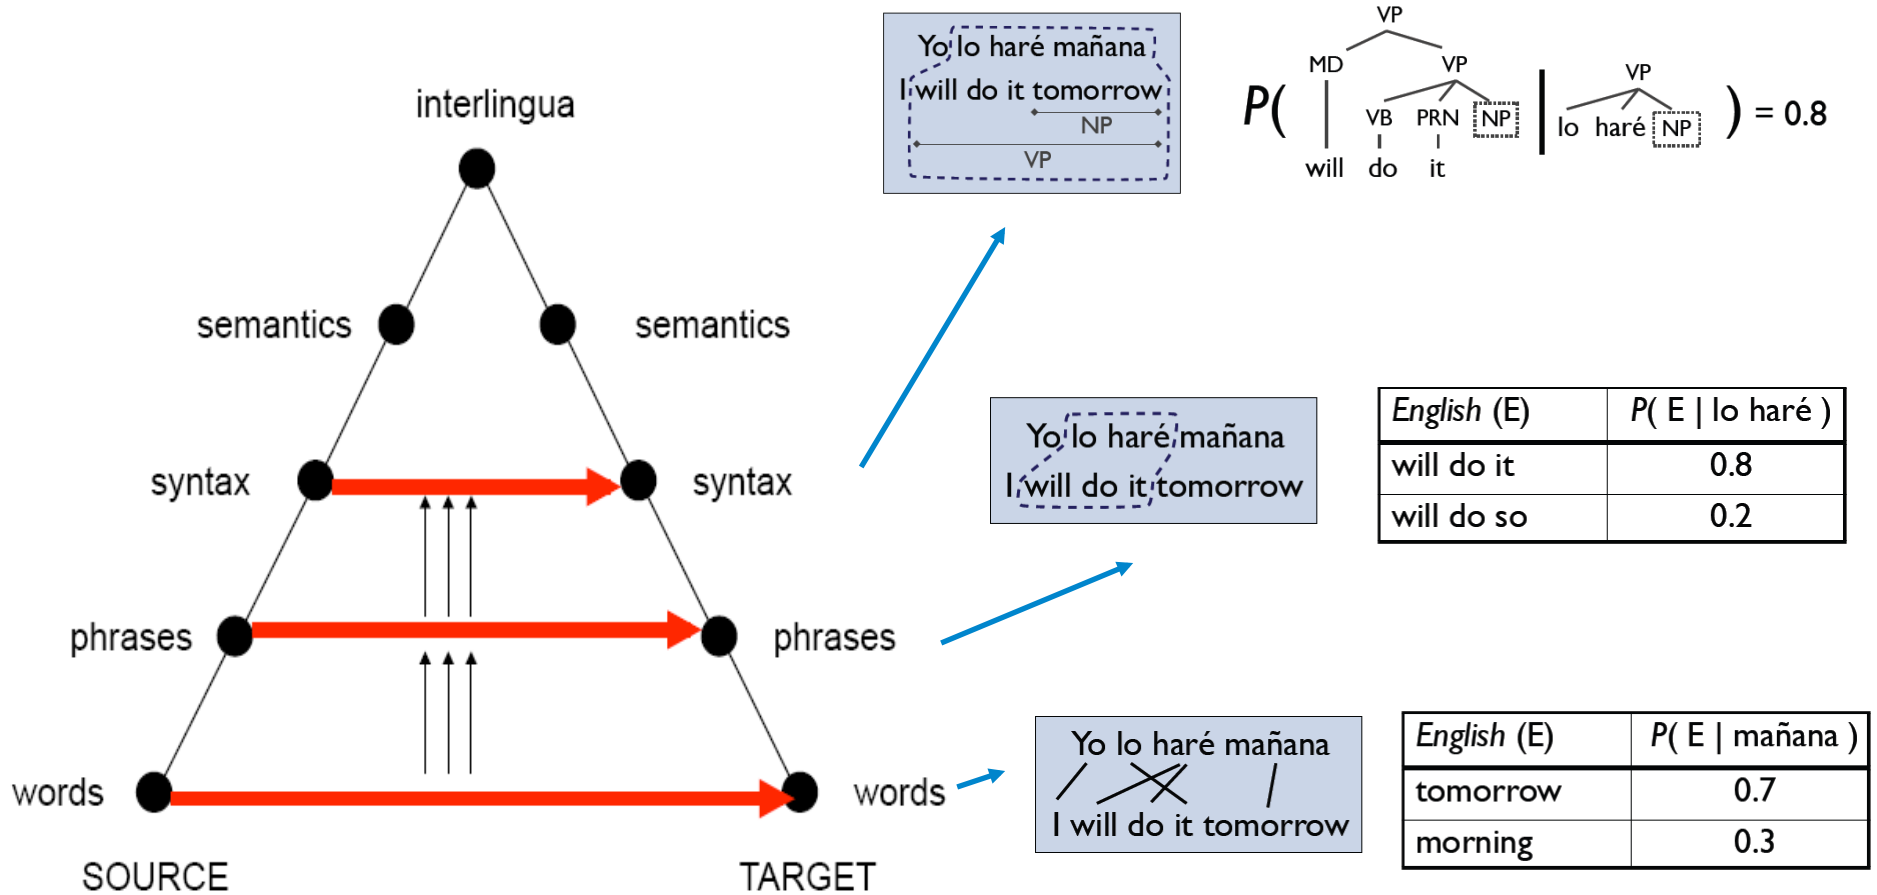 interlingua
semantics
semantics
syntax
syntax
phrases
phrases
words
words
SOURCE
TARGET
Yo lo haré mañana
I will do it tomorrow
NP
VP
VP
MD VP
P( VB PRN NP | VP lo haré NP ) = 0.8
will do it
Yo lo haré mañana
I will do it tomorrow
English (E) P( E | lo haré )
will do it 0.8
will do so 0.2
Yo lo haré mañana
I will do it tomorrow
English (E) P( E | mañana )
tomorrow 0.7
morning 0.3